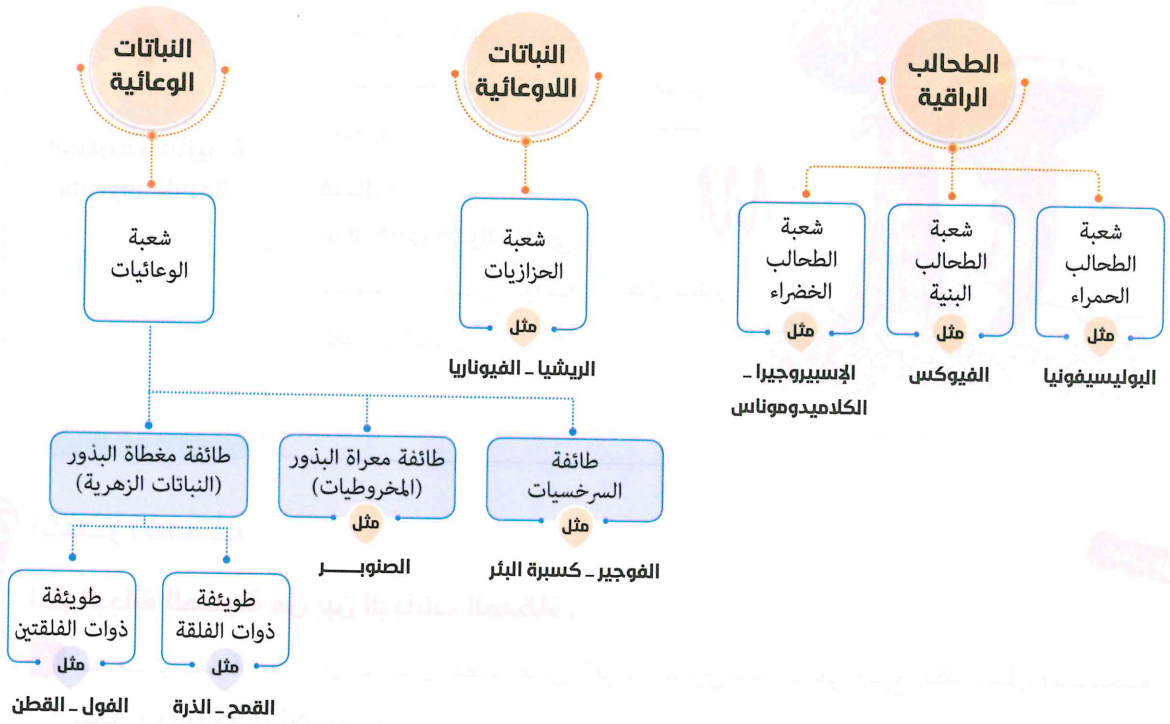 الطحالب
الراقية
شعبة
الطحالب
الحمراء
مثل
البوليسيفونيا
شعبة
الطحالب
البنية
مثل
الفيوكس
شعبة
الطحالب
الخضراء
مثل
الإسبيروجيرا ـ
الكلاميدوموناس
النباتات
اللاوعائية
شعبة
الحزازيات
مثل
الريشيا ـ الفيوناريا
النباتات
الوعائية
شعبة
الوعائيات
طائفة
السرخسيات
مثل
الفوجير ـ كسبرة البئر
طائفة معراة البذور
(المخروطيات)
مثل
الصنوبـــــر
طائفة مغطاة البذور
(النباتات الزهرية)
طويئفة
ذوات الفلقة
مثل
القمح ـ الذرة
طويئفة
ذوات الفلقتين
مثل
الفول ـ القطن